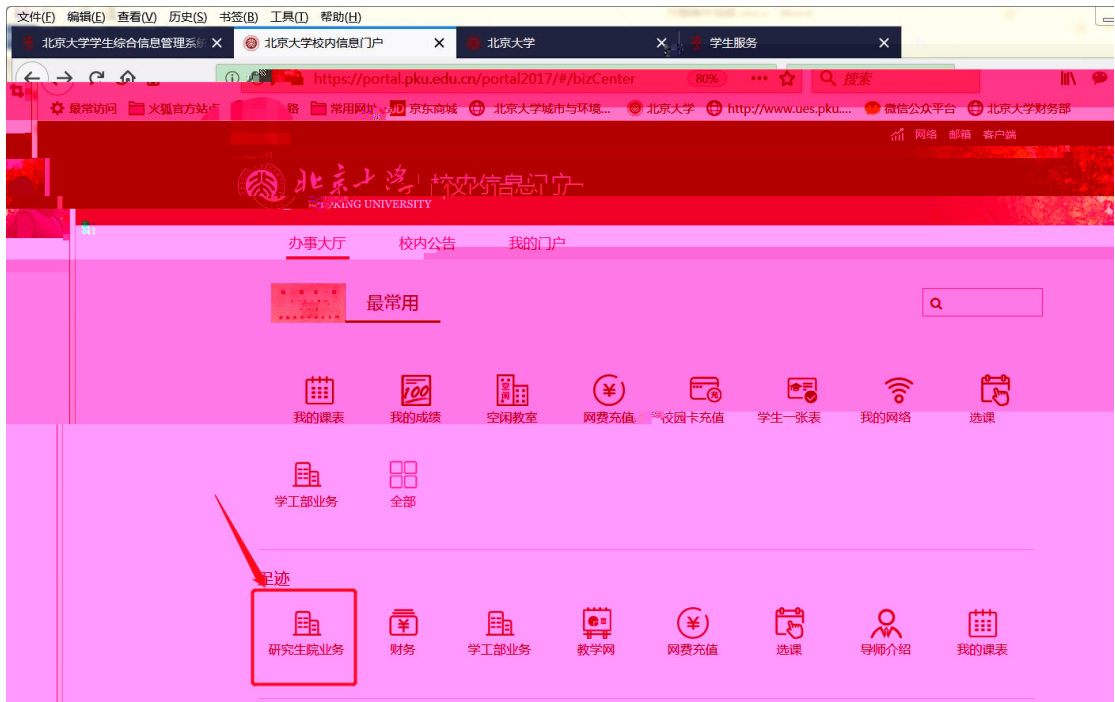 文件(F) 编辑(E) 查看(V) 历史(S) 书签(B) 工具(T) 帮助(H)
北京大学学生综合信息管理系统 北京大学校内信息门户 北京大学 学生服务
https://portal.pku.edu.cn/portal2017/#/bizCenter 80% 搜索
最常访问 火狐官方站点 常用网址 JD 京东商城 北京大学城市与环境... 北京大学 http://www.ues.pku.... 微信公众平台 北京大学财务部
网络 邮箱 客户端
北京大学 校内信息门户
PEKING UNIVERSITY
办事大厅 校内公告 我的门户
最常用
我的课表 我的成绩 空闲教室 网费充值 校园卡充值 学生一张表 我的网络 选课
学工部业务 全部
足迹
研究生院业务 财务 学工部业务 教学网 网费充值 选课 导师介绍 我的课表